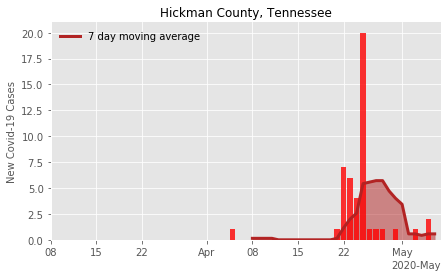 Hickman County, Tennessee
7 day moving average
New Covid-19 Cases
20.0
17.5
15.0
12.5
10.0
7.5
5.0
2.5
0.0
08 15 22 Apr 08 15 22 May
2020-May